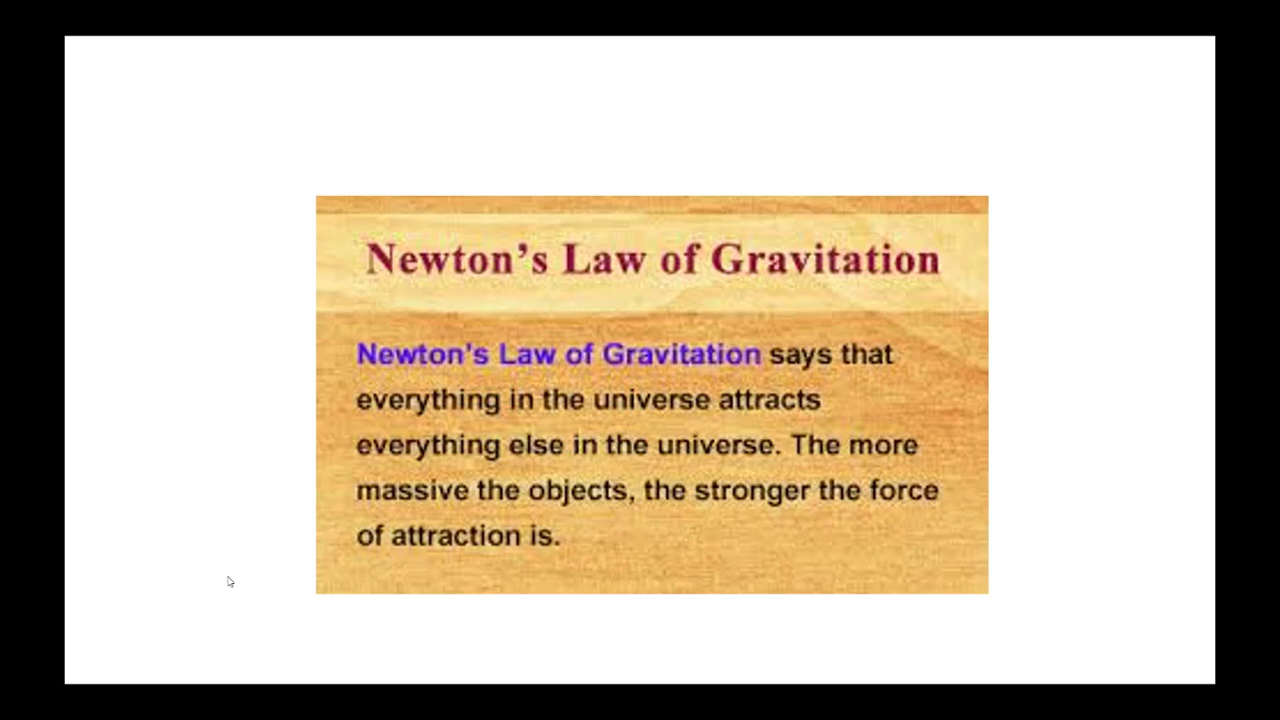 Newton’s Law of Gravitation
Newton’s Law of Gravitation says that
everything in the universe attracts
everything else in the universe. The more
massive the objects, the stronger the force
of attraction is.